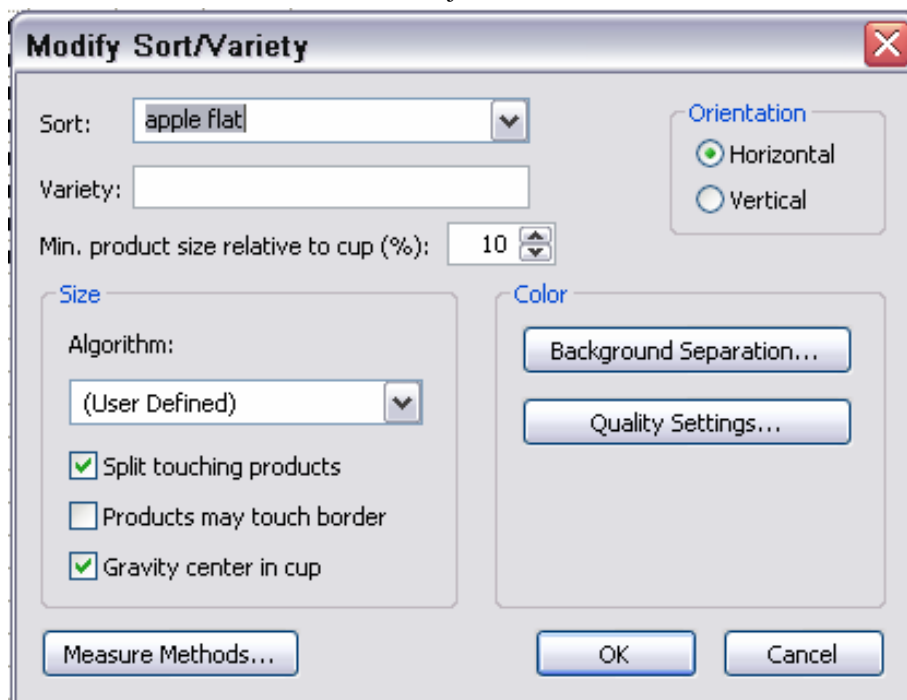 Modify Sort/Variety
Sort: apple flat
Orientation
Horizontal
Variety:
Vertical
Min. product size relative to cup (%): 10
Size
Color
Algorithm:
Background Separation...
(User Defined)
Quality Settings...
Split touching products
Products may touch border
Gravity center in cup
Measure Methods...
OK
Cancel